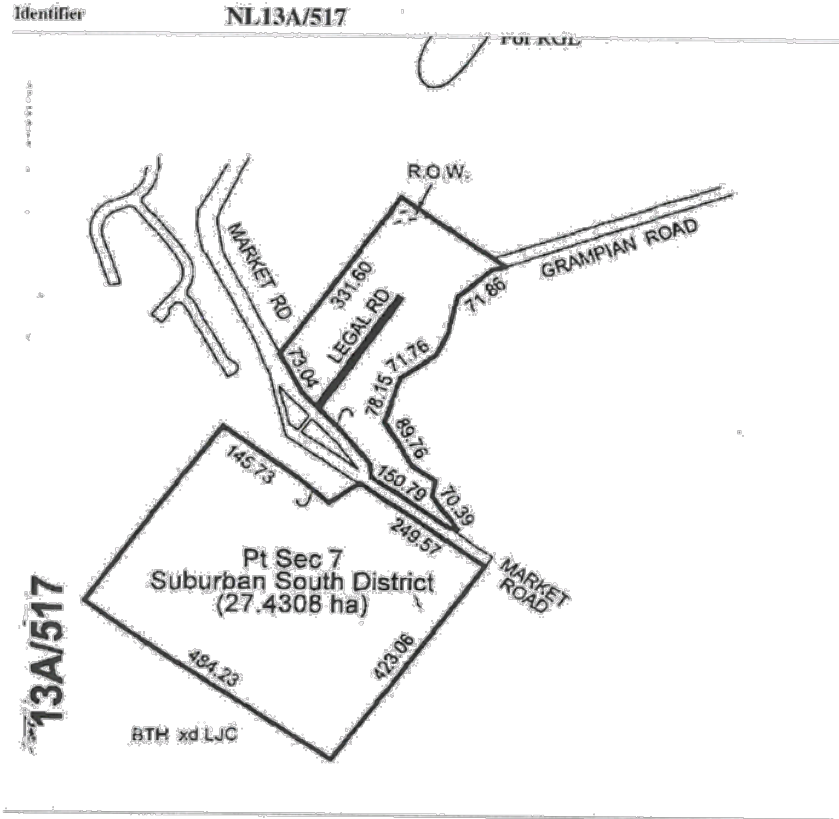 Identifier NL13A/517
For RGL
R.O.W.
MARKET RD
GRAMPIAN ROAD
331.60
71.86
LEGAL RD
73.04
71.76
78.15
89.76
145.73
150.79
70.39
249.57
Pt Sec 7
Suburban South District
(27.4308 ha)
MARKET
ROAD
13A/517
484.23
423.06
BTH xd LJC